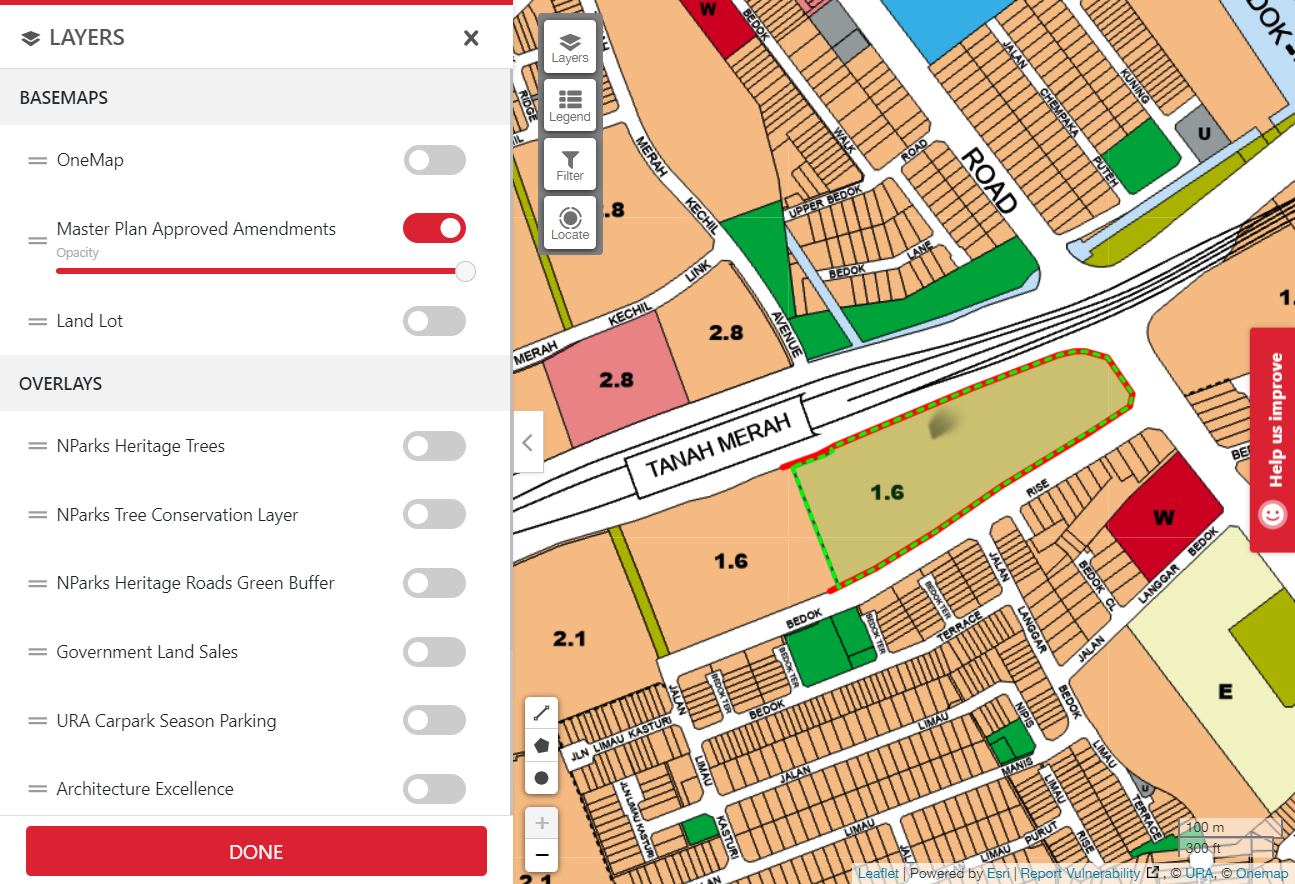 LAYERS
BASEMAPS
OneMap
Master Plan Approved Amendments
Opacity
Land Lot
OVERLAYS
NParks Heritage Trees
NParks Tree Conservation Layer
NParks Heritage Roads Green Buffer
Government Land Sales
URA Carpark Season Parking
Architecture Excellence
DONE
Layers
Legend
Filter
Locate
W
BEDOK
WALK
ROAD
ROAD
JALAN
CHEMPAKA
KUNING
PUTEH
U
RIDGE
MERAH
KECHIL
LINK
AVENUE
UPPER BEDOK
BEDOK
LANE
.8
MERAH
KECHIL
2.8
2.8
TANAH MERAH
1.6
1.6
2.1
1.
Help us improve
RISE
W
BEDOK
LANGGAR
JALAN
BEDOK CL
JALAN
LANGGAR
BEDOK
E
BEDOK
BEDOK TER
BEDOK TER
BEDOK TER
BEDOK TER
TERRACE
BEDOK
JALAN
LIMAU
KASTURI
JLN LIMAU KASTURI
JLN LIMAU KASTURI
JALAN
LIMAU
NIPIS
MANIS
LIMAU
TERRACE
U
LIMAU
RISE
LIMAU
LIMAU PURUT
2.1
100 m
300 ft
Leaflet | Powered by Esri | Report Vulnerability , © URA, © Onemap